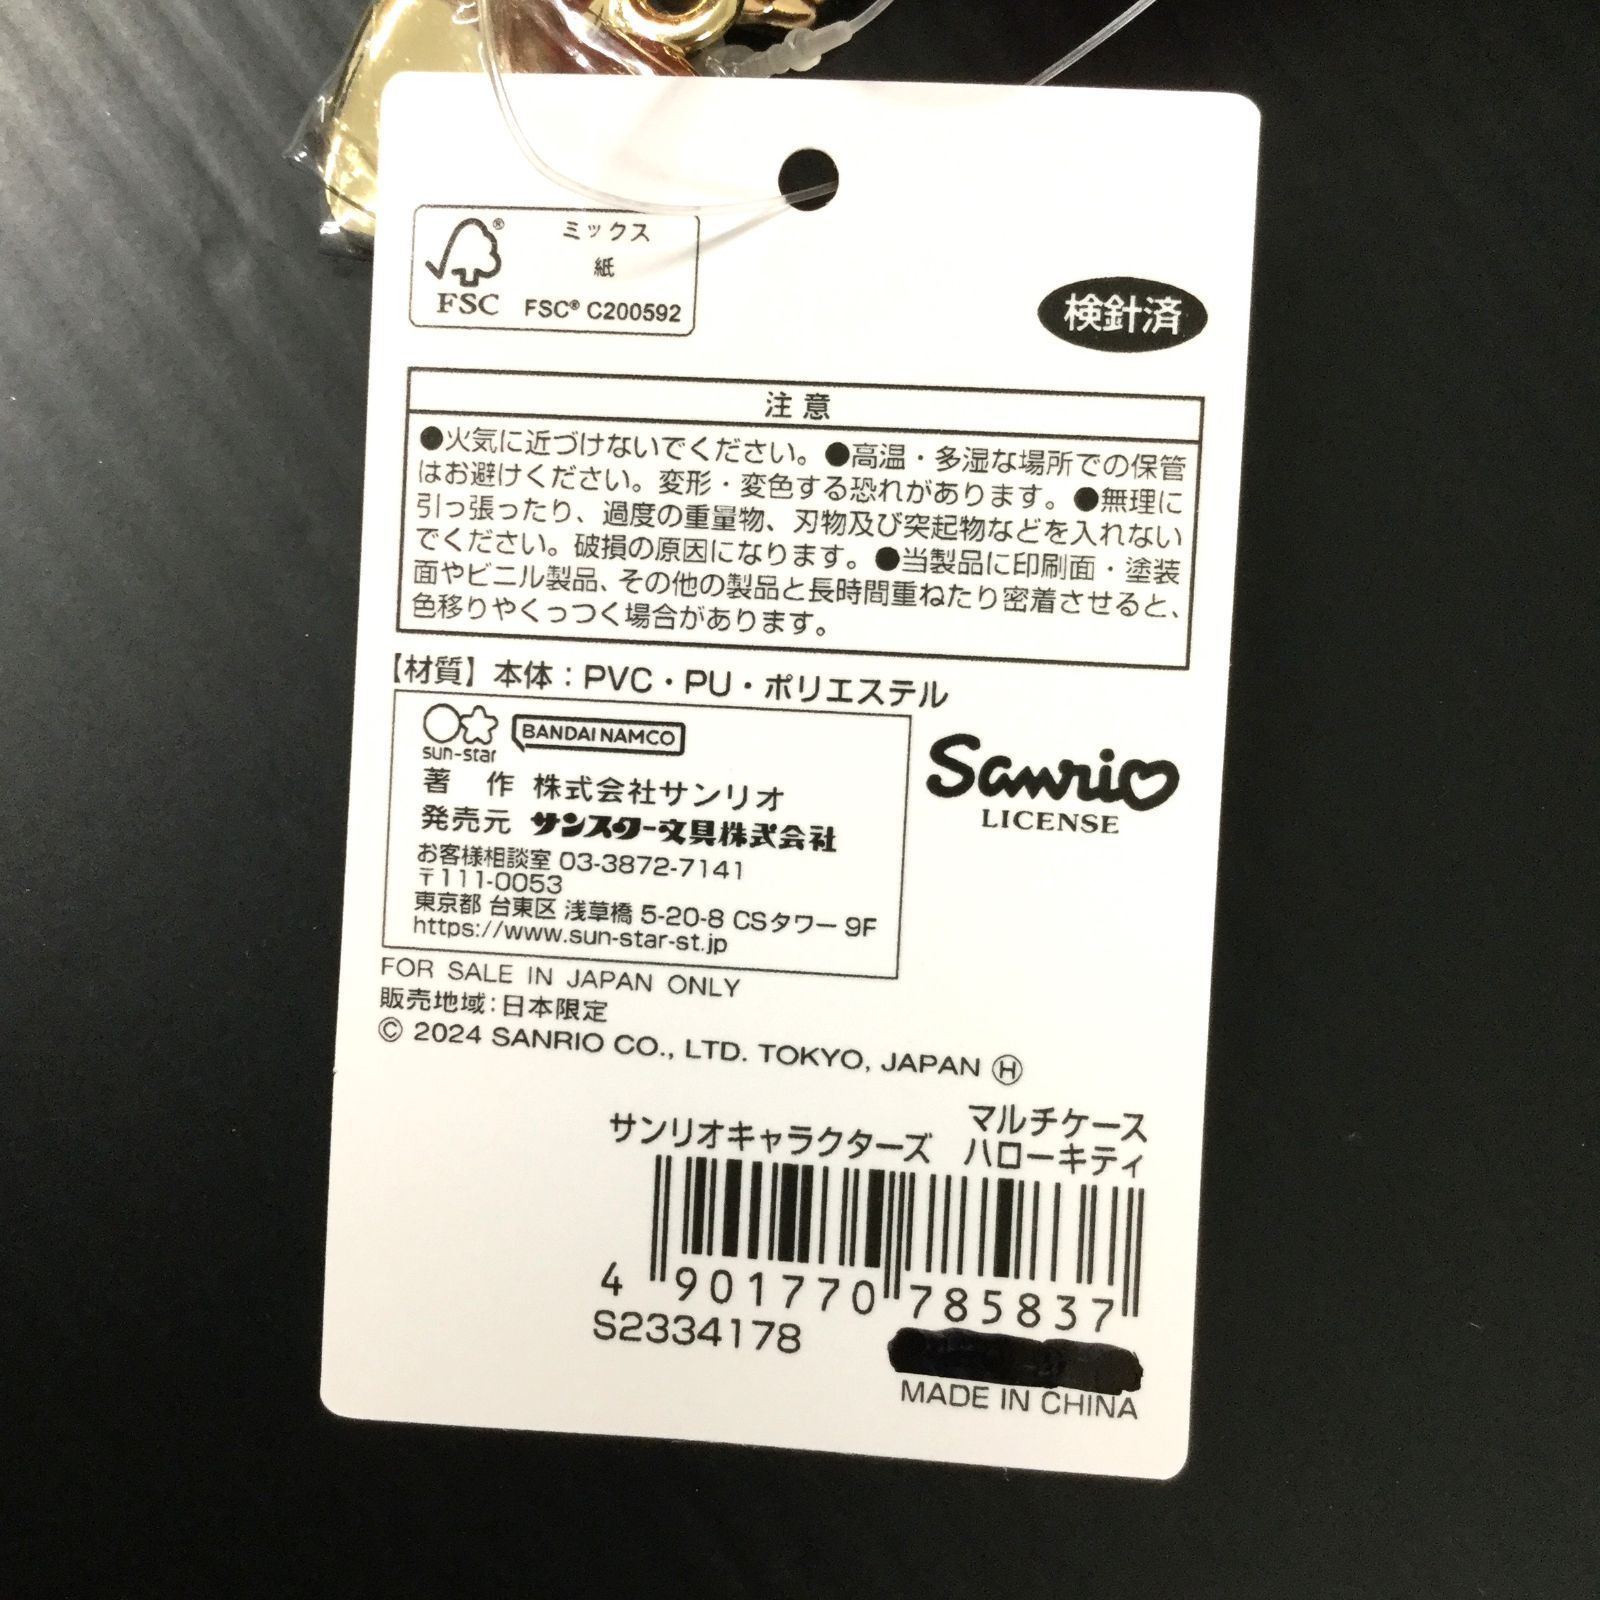 ミックス
紙
FSC
FSC® C200592
検針済
注意
●火気に近づけないでください。●高温・多湿な場所での保管
はお避けください。変形・変色する恐れがあります。●無理に
引っ張ったり、過度の重量物、刃物及び突起物などを入れない
でください。破損の原因になります。●当製品に印刷面・塗装
面やビニル製品、その他の製品と長時間重ねたり密着させると、
色移りやくっつく場合があります。
【材質】本体：PVC・PU・ポリエステル
sun-star
BANDAI NAMCO
著 作 株式会社サンリオ
発売元 サンスター文具株式会社
お客様相談室 03-3872-7141
〒111-0053
東京都 台東区 浅草橋 5-20-8 CSタワー 9F
https://www.sun-star-st.jp
Sanrio
LICENSE
FOR SALE IN JAPAN ONLY
販売地域：日本限定
© 2024 SANRIO CO., LTD. TOKYO, JAPAN Ⓗ
サンリオキャラクターズ マルチケース
ハローキティ
4 901770 785837
S2334178
MADE IN CHINA